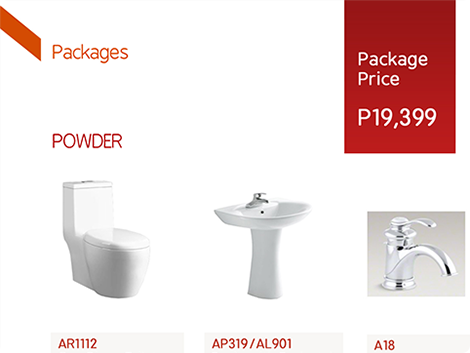 Packages
Package
Price
P19,399
POWDER
AR1112
AP319/AL901
A18